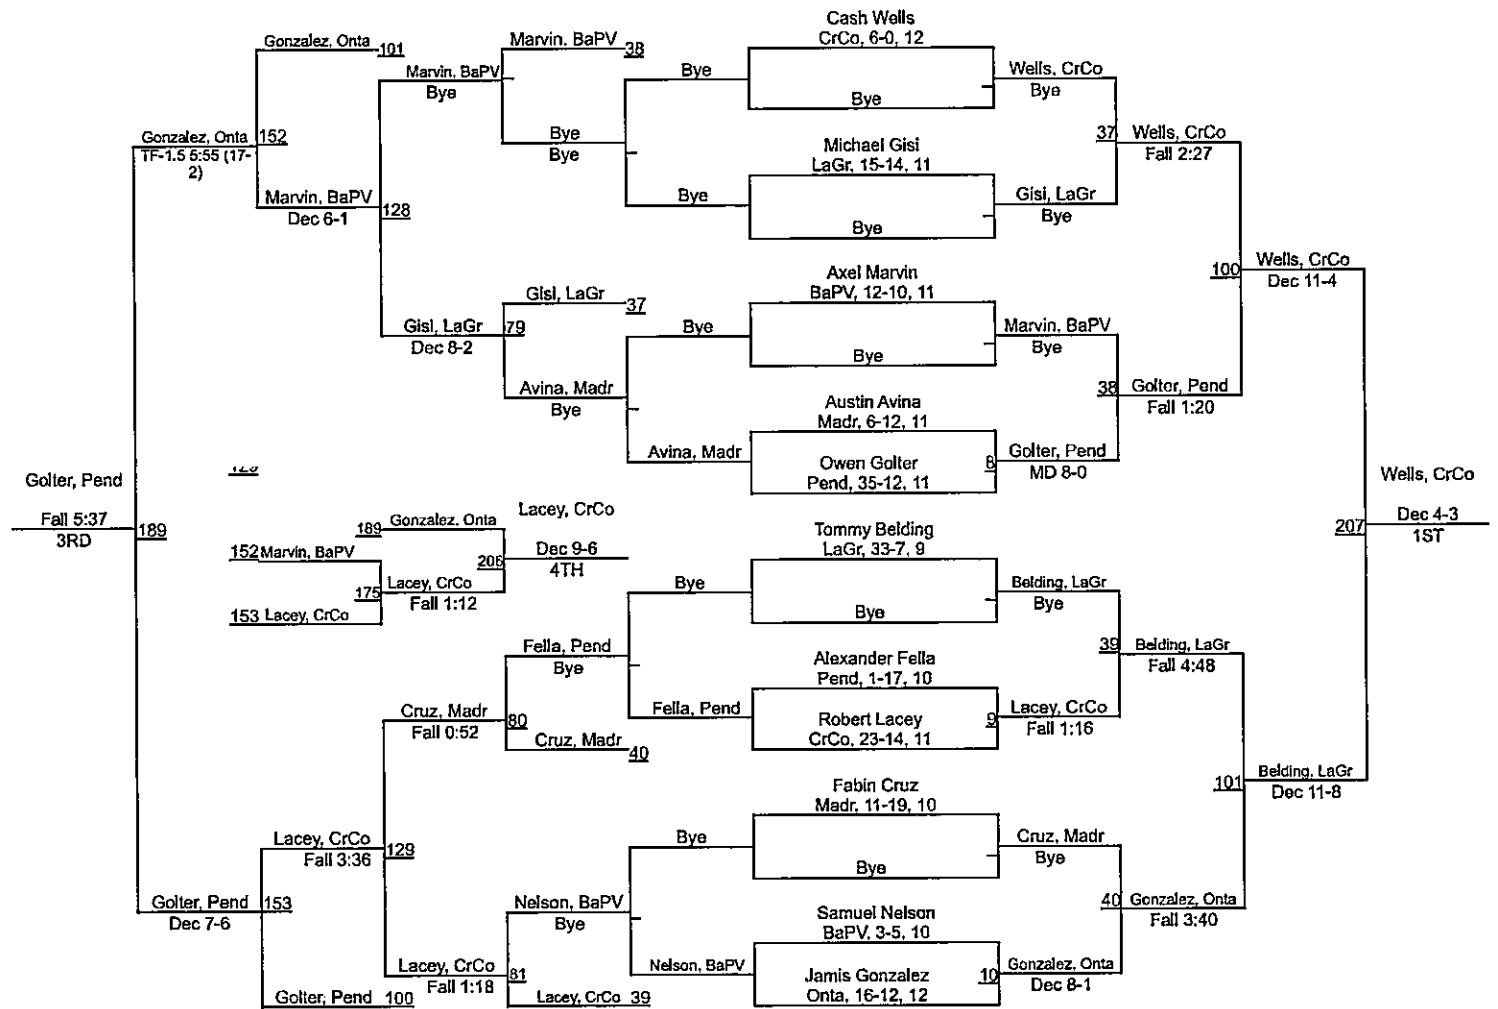 Cash Wells
CrCo, 6-0, 12
Bye
Michael Gisi
LaGr, 15-14, 11
Bye
Axel Marvin
BaPV, 12-10, 11
Bye
Austin Avina
Madr, 6-12, 11
Owen Golter
Pend, 35-12, 11
8
Tommy Belding
LaGr, 33-7, 9
Bye
Alexander Fella
Pend, 1-17, 10
Robert Lacey
CrCo, 23-14, 11
9
Fabin Cruz
Madr, 11-19, 10
Bye
Samuel Nelson
BaPV, 3-5, 10
Jamis Gonzalez
Onta, 16-12, 12
10
Wells, CrCo
Bye
Gisi, LaGr
Bye
37
Marvin, BaPV
Bye
Golter, Pend
MD 8-0
38
Belding, LaGr
Bye
Lacey, CrCo
Fall 1:16
39
Cruz, Madr
Bye
Gonzalez, Onta
Dec 8-1
40
Wells, CrCo
Fall 2:27
Golter, Pend
Fall 1:20
100
Belding, LaGr
Fall 4:48
Gonzalez, Onta
Fall 3:40
101
Wells, CrCo
Dec 11-4
Belding, LaGr
Dec 11-8
207
Wells, CrCo
Dec 4-3
1ST
Bye
Bye
Bye
Avina, Madr
Bye
Fella, Pend
Bye
Nelson, BaPV
Marvin, BaPV
38
Bye
Bye
Gisi, LaGr
37
Avina, Madr
Bye
Fella, Pend
Bye
Cruz, Madr
40
Nelson, BaPV
Bye
Lacey, CrCo
39
Marvin, BaPV
Bye
Gisi, LaGr
Dec 8-2
79
Cruz, Madr
Fall 0:52
80
Lacey, CrCo
Fall 1:18
81
Gonzalez, Onta
101
Marvin, BaPV
Dec 6-1
128
Lacey, CrCo
Fall 3:36
129
Golter, Pend
100
Gonzalez, Onta
TF-1.5 5:55 (17-
2)
152
Golter, Pend
Dec 7-6
153
Golter, Pend
Fall 5:37
3RD
189
152
Marvin, BaPV
153
Lacey, CrCo
175
189
Gonzalez, Onta
Lacey, CrCo
Fall 1:12
206
Lacey, CrCo
Dec 9-6
4TH